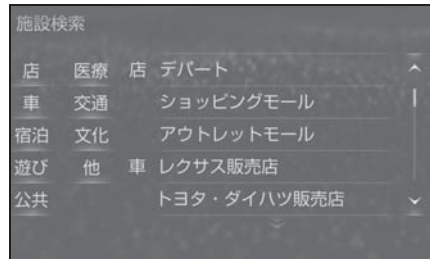 施設検索
店 医療 店 デパート
車 交通 ショッピングモール
宿泊 文化 アウトレットモール
遊び 他 車 レクサス販売店
公共 トヨタ・ダイハツ販売店